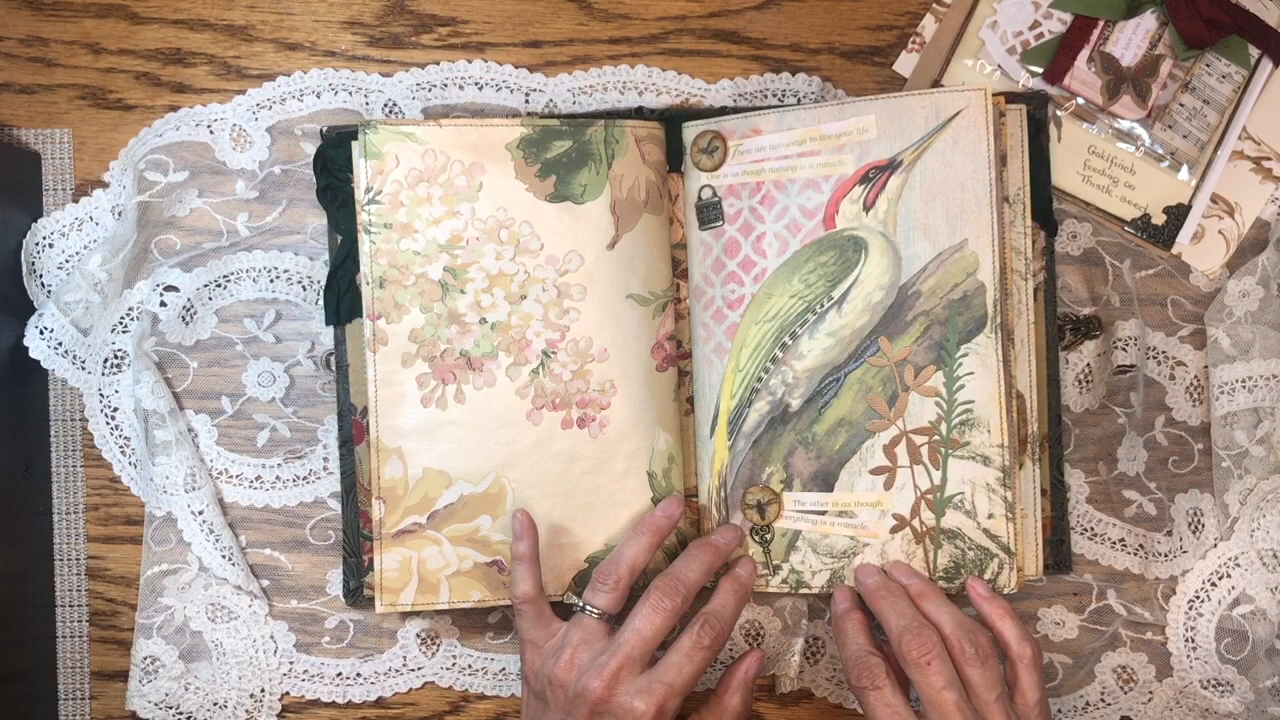 There are two ways to live your life
One is as though nothing is a miracle.
The other is as though
everything is a miracle.
Goldfinch
feeding on
Thistle-seed